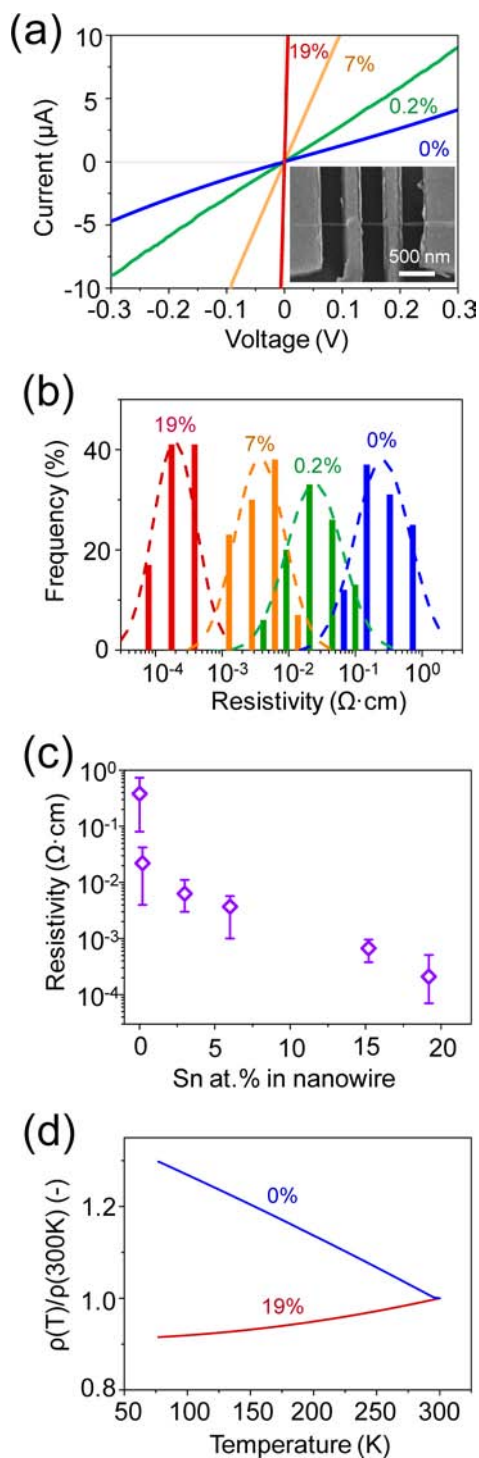 (a)
10
5
0
-5
-10
Current (μA)
19%
7%
0.2%
0%
500 nm
-0.3 -0.2 -0.1 0 0.1 0.2 0.3
Voltage (V)
(b)
19%
7%
0.2%
0%
40
20
0
Frequency (%)
10⁻⁴ 10⁻³ 10⁻² 10⁻¹ 10⁰
Resistivity (Ω·cm)
(c)
10⁰
10⁻¹
10⁻²
10⁻³
10⁻⁴
Resistivity (Ω·cm)
0 5 10 15 20
Sn at.% in nanowire
(d)
1.2
1.0
0.8
ρ(T)/ρ(300K) (-)
0%
19%
50 100 150 200 250 300
Temperature (K)